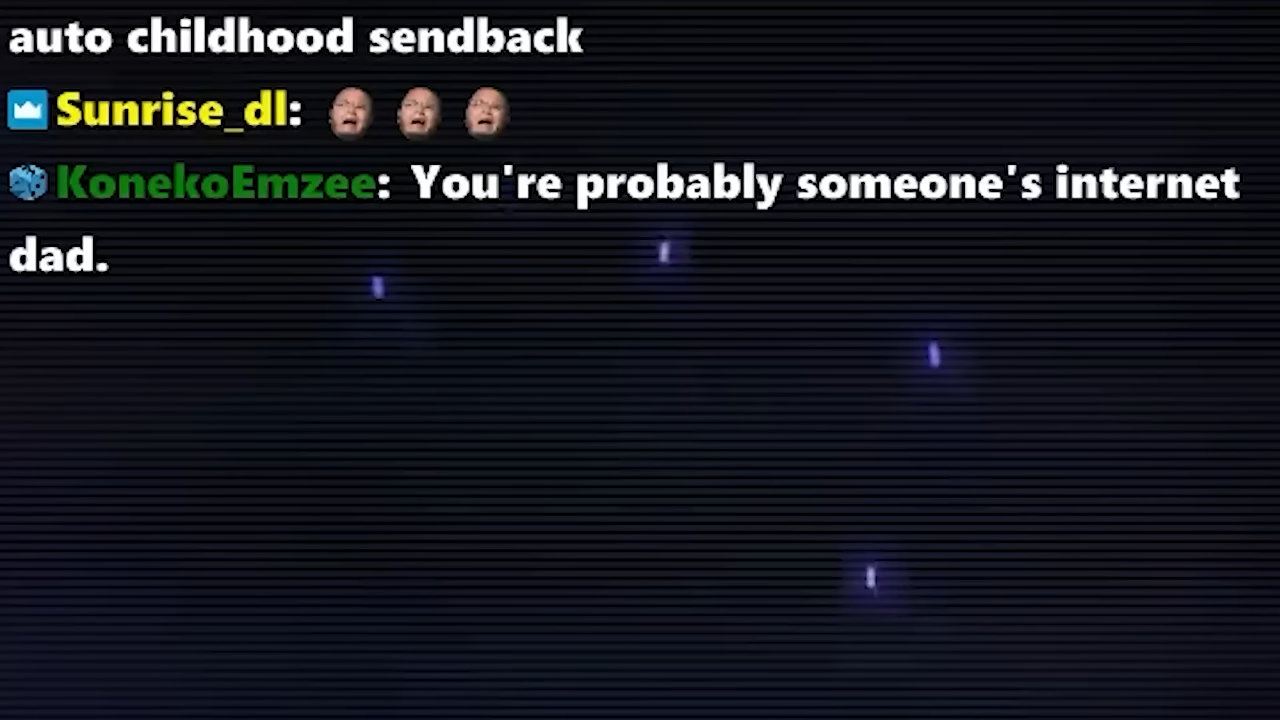 auto childhood sendback
Sunrise_dl:
KonekoEmzee: You're probably someone's internet
dad.